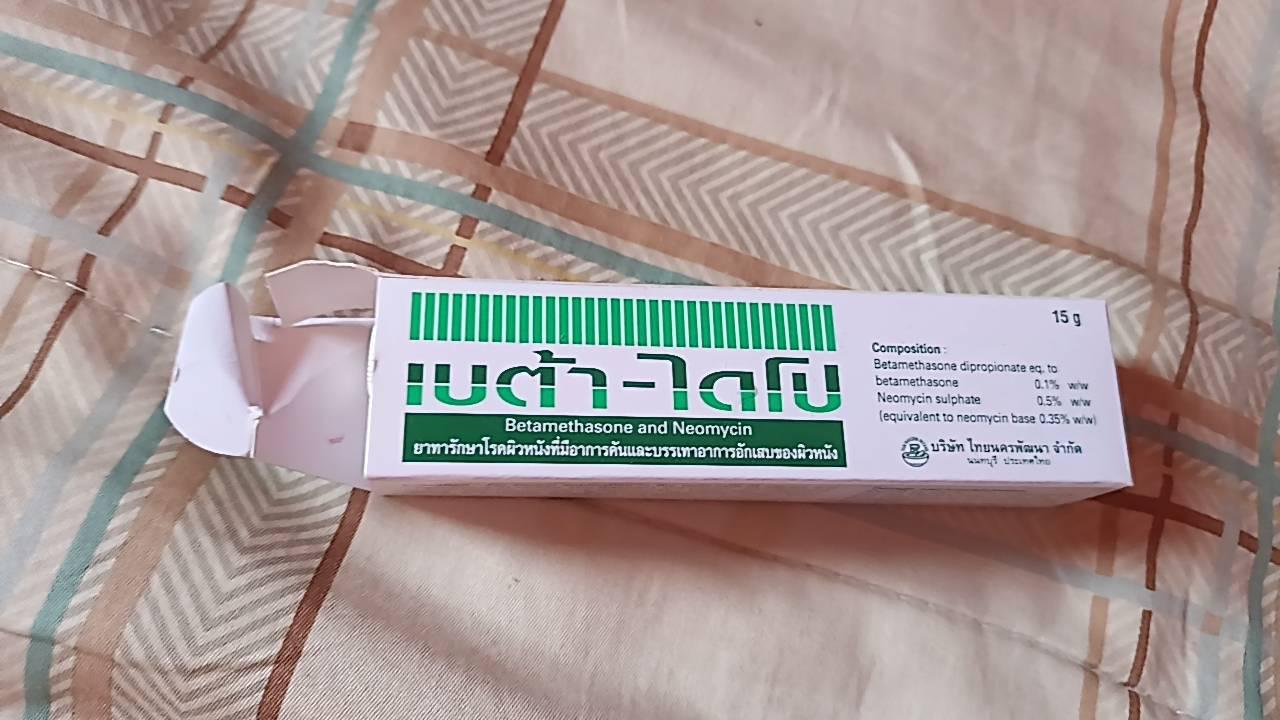 เบต้า-ไดโป
Betamethasone and Neomycin
ยาทารักษาโรคผิวหนังที่มีอาการคันและบรรเทาอาการอักเสบของผิวหนัง
15 g
Composition :
Betamethasone dipropionate eq. to
betamethasone 0.1% w/w
Neomycin sulphate 0.5% w/w
(equivalent to neomycin base 0.35% w/w)
บริษัท ไทยนครพัฒนา จำกัด
นนทบุรี ประเทศไทย